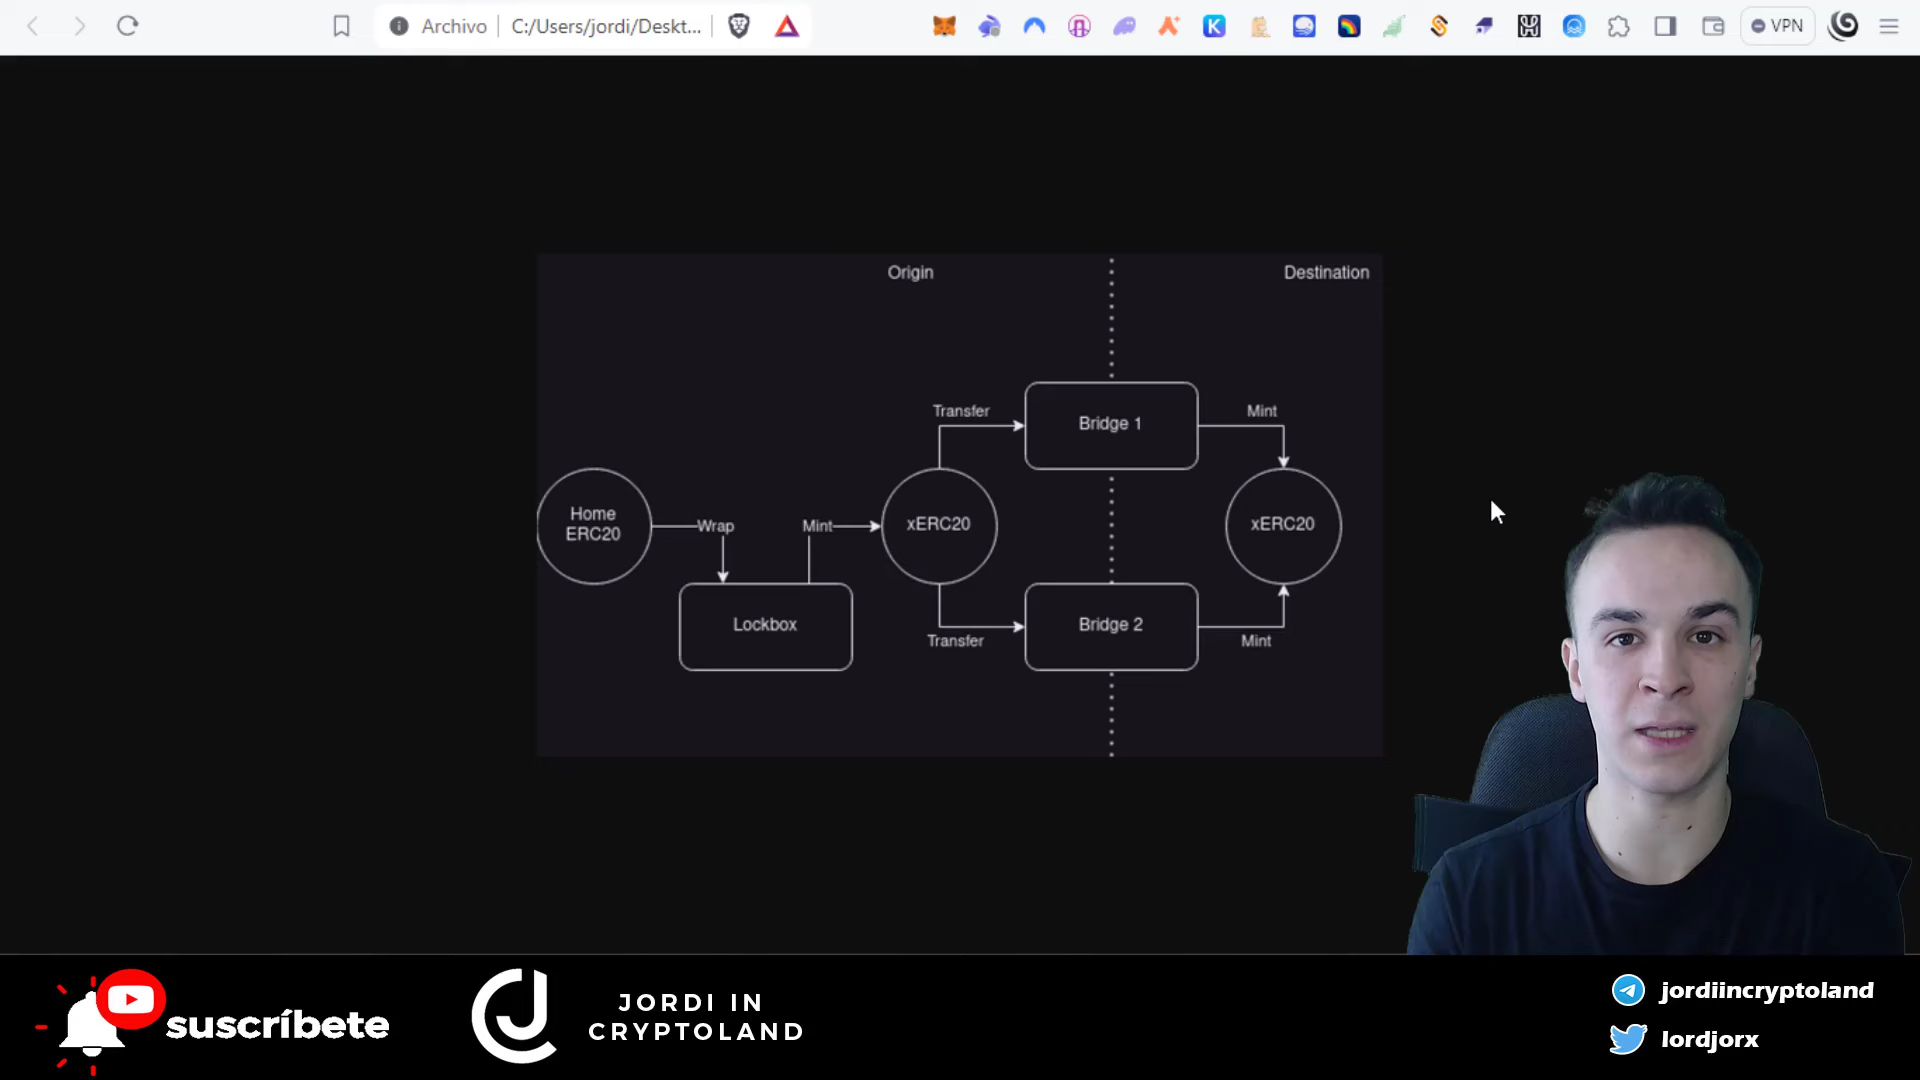 Archivo
C:/Users/jordi/Deskt...
VPN
Origin
Destination
Transfer
Bridge 1
Mint
Home
ERC20
Wrap
Mint
xERC20
xERC20
Lockbox
Transfer
Bridge 2
Mint
suscríbete
JORDI IN
CRYPTOLAND
jordiincryptoland
lordjorx